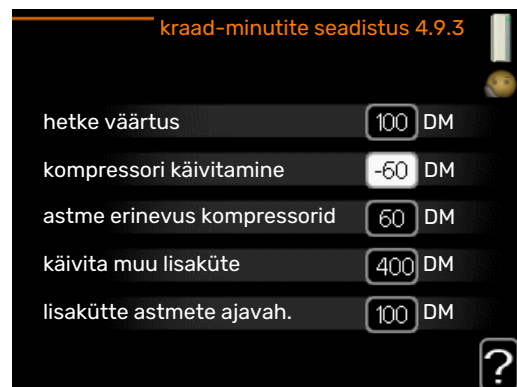 kraad-minutite seadistus 4.9.3
hetke väärtus 100 DM
kompressori käivitamine -60 DM
astme erinevus kompressorid 60 DM
käivita muu lisaküte 400 DM
lisakütte astmete ajavah. 100 DM
?